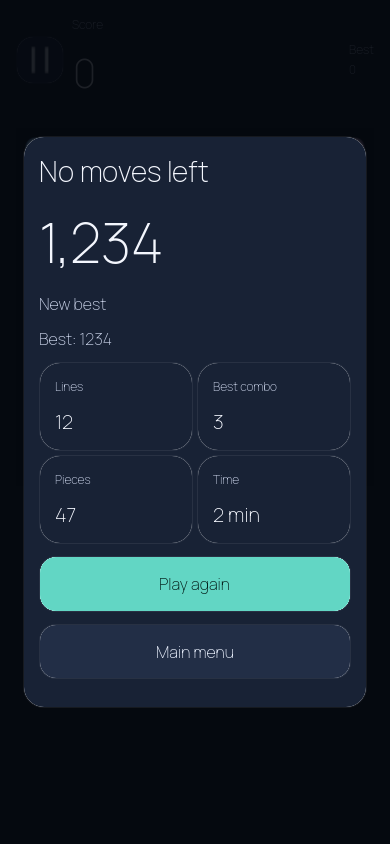 Score
0
Best
0
No moves left
1,234
New best
Best: 1234
Lines
12
Best combo
3
Pieces
47
Time
2 min
Play again
Main menu